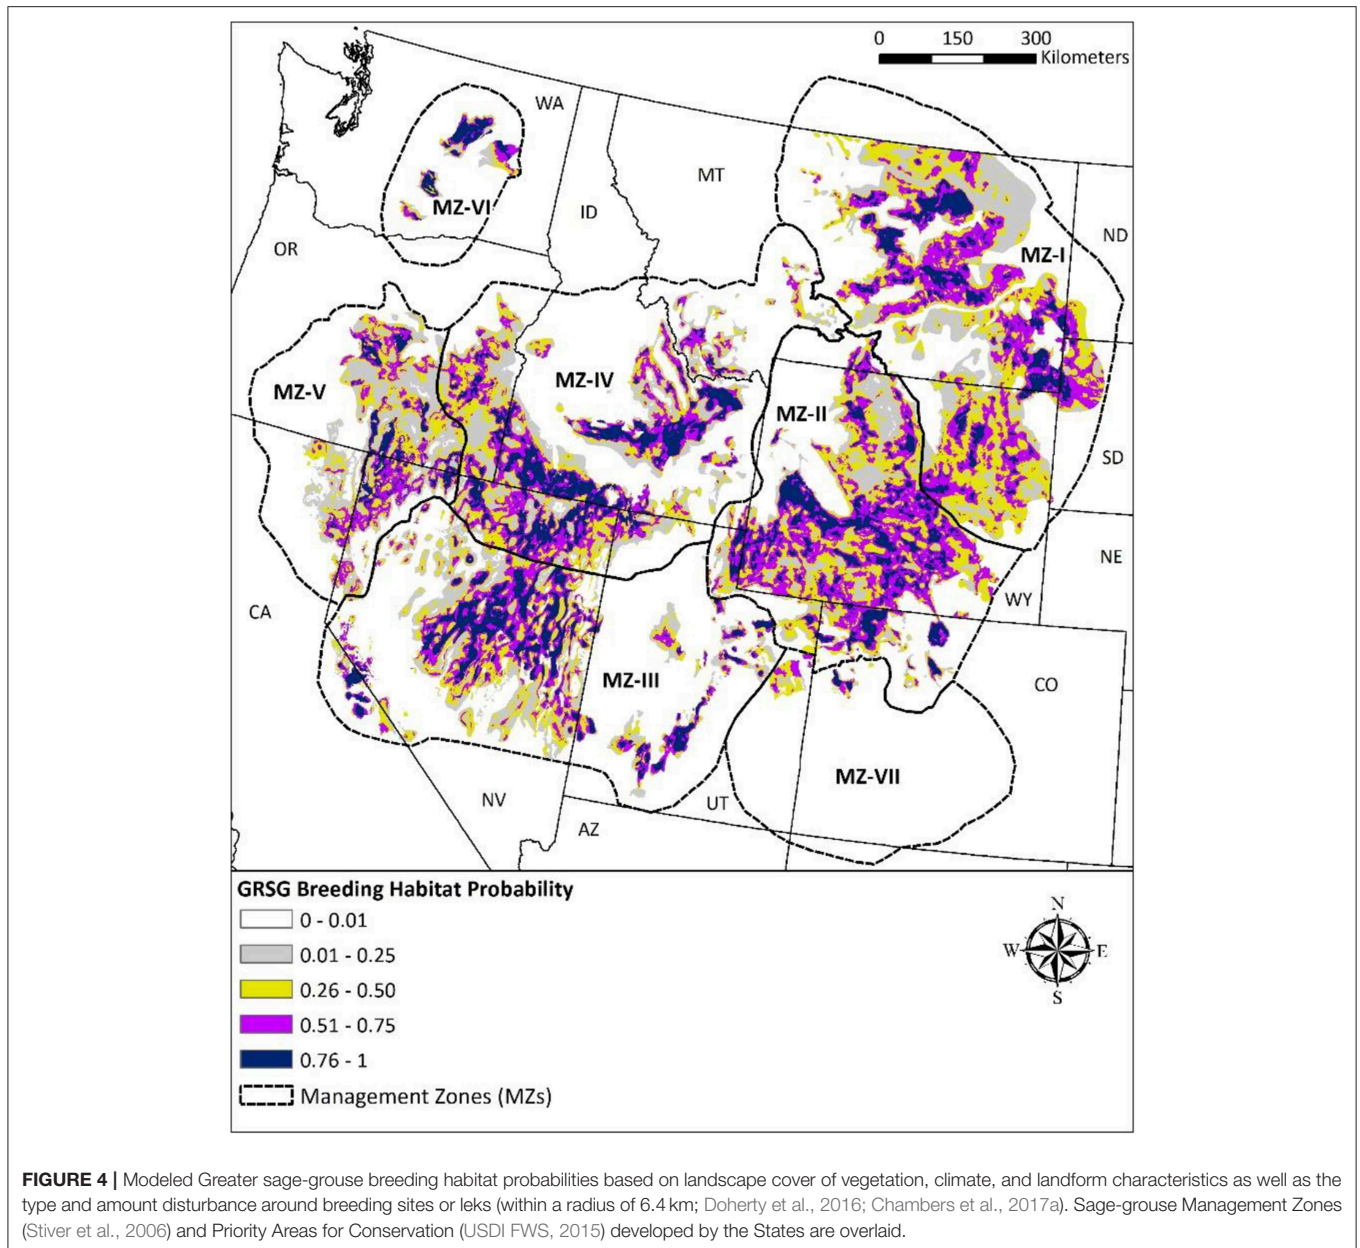 0 150 300
Kilometers
WA
MT
ID
MZ-VI
OR
ND
MZ-I
MZ-V
MZ-IV
MZ-II
SD
NE
WY
CA
MZ-III
CO
MZ-VII
NV
UT
AZ
GRSG Breeding Habitat Probability
0 - 0.01
0.01 - 0.25
0.26 - 0.50
0.51 - 0.75
0.76 - 1
Management Zones (MZs)
N
W E
S
FIGURE 4 | Modeled Greater sage-grouse breeding habitat probabilities based on landscape cover of vegetation, climate, and landform characteristics as well as the
type and amount disturbance around breeding sites or leks (within a radius of 6.4 km; Doherty et al., 2016; Chambers et al., 2017a). Sage-grouse Management Zones
(Stiver et al., 2006) and Priority Areas for Conservation (USDI FWS, 2015) developed by the States are overlaid.